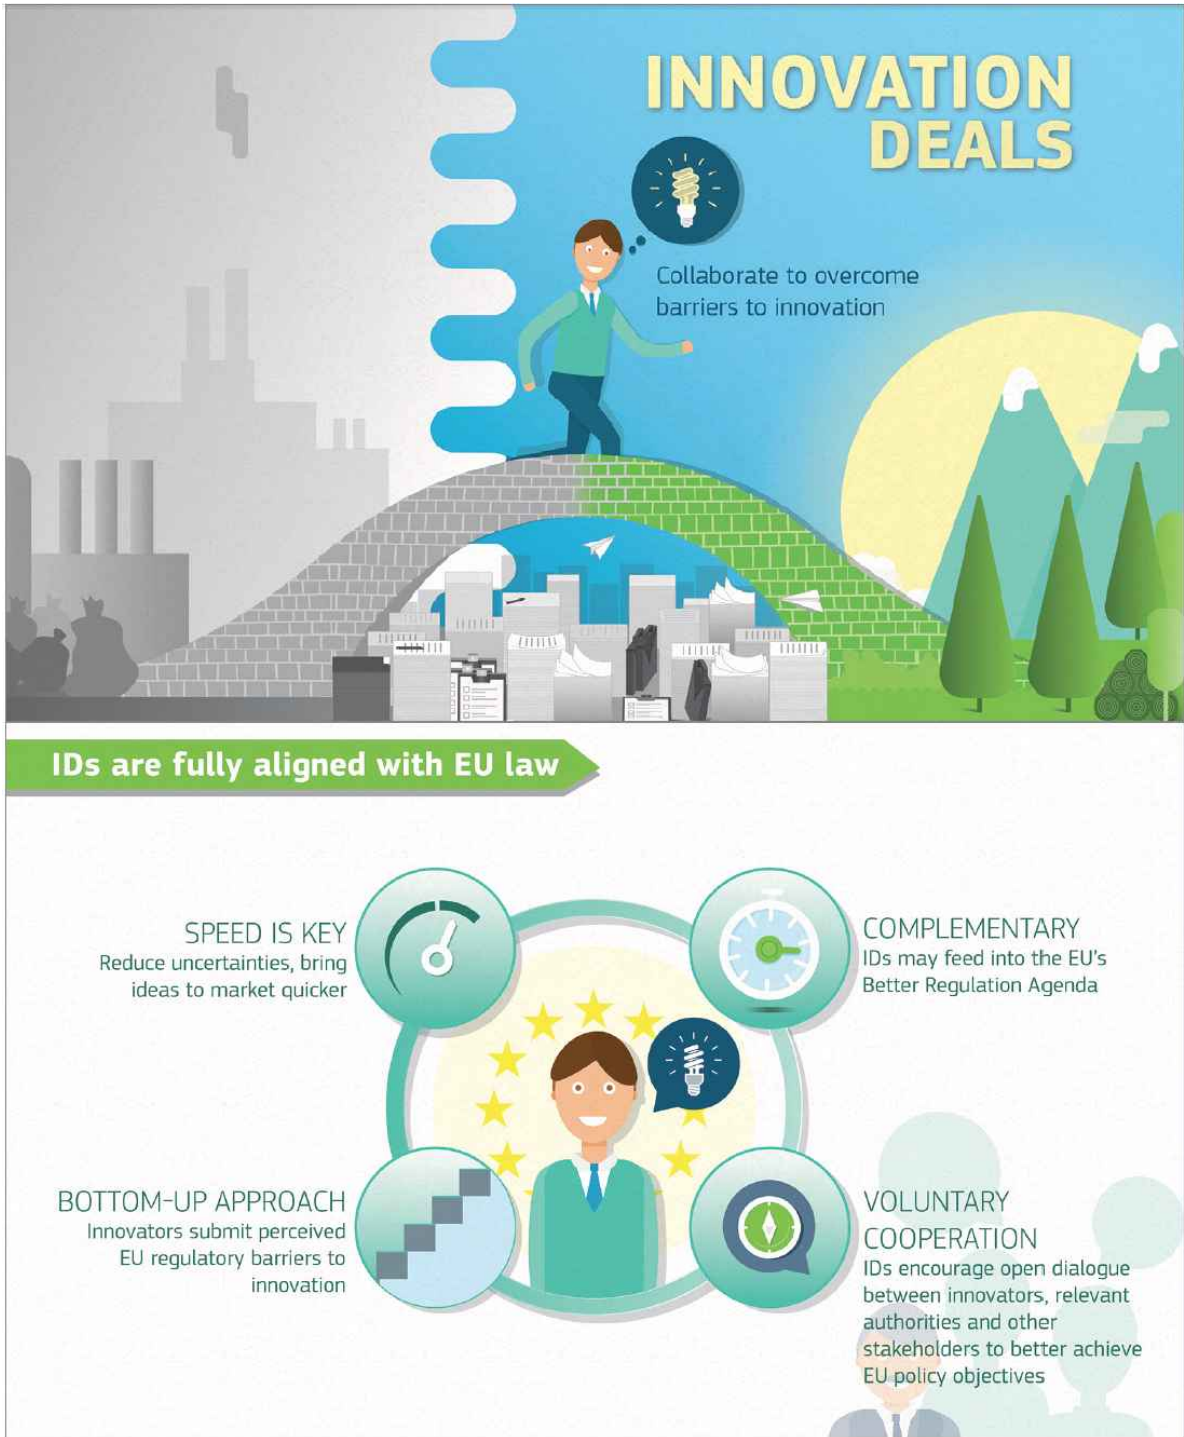 INNOVATION
DEALS
Collaborate to overcome
barriers to innovation
IDs are fully aligned with EU law
SPEED IS KEY
Reduce uncertainties, bring
ideas to market quicker
COMPLEMENTARY
IDs may feed into the EU's
Better Regulation Agenda
BOTTOM-UP APPROACH
Innovators submit perceived
EU regulatory barriers to
innovation
VOLUNTARY
COOPERATION
IDs encourage open dialogue
between innovators, relevant
authorities and other
stakeholders to better achieve
EU policy objectives